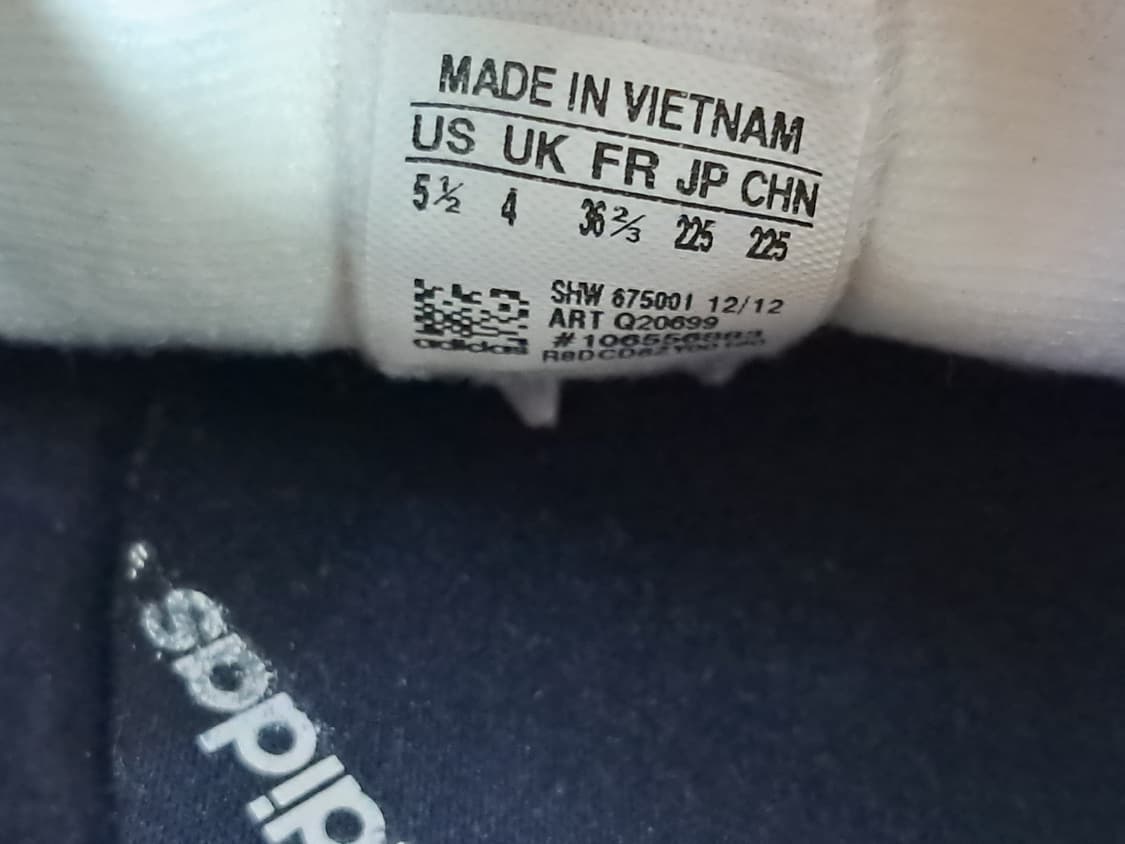 MADE IN VIETNAM
US UK FR JP CHN
5½ 4 36⅔ 225 225
SHW 675001 12/12
ART Q20699
adidas
adidas